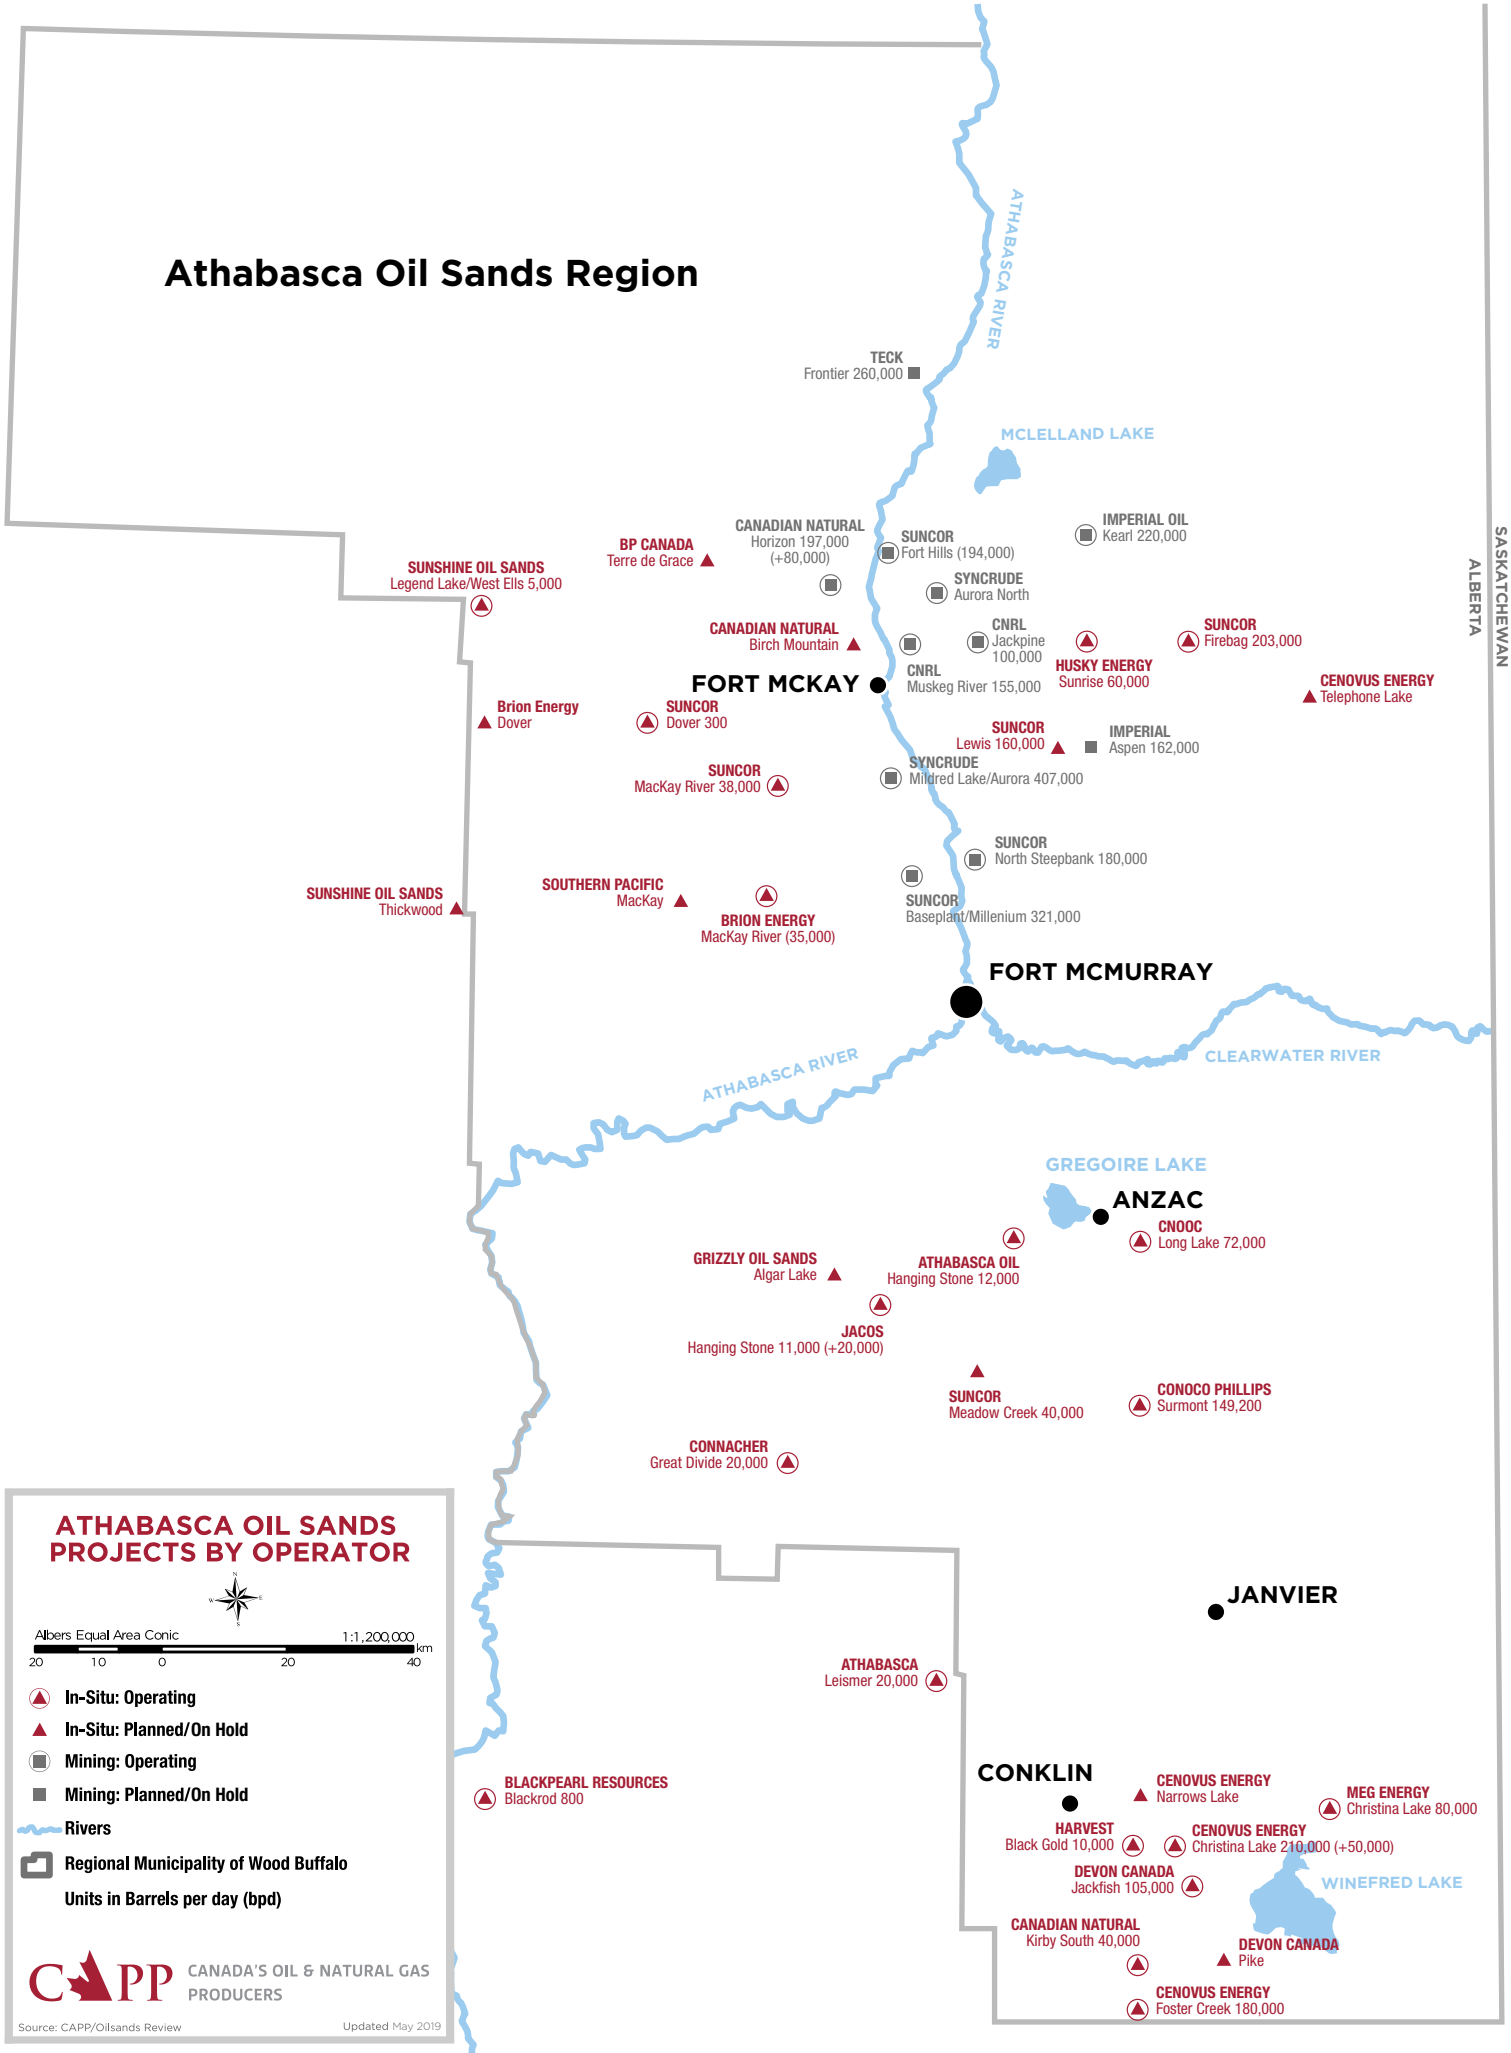 Athabasca Oil Sands Region
ATHABASCA RIVER
TECK
Frontier 260,000
MCLELLAND LAKE
IMPERIAL OIL
Kearl 220,000
CANADIAN NATURAL
Horizon 197,000
(+80,000)
SUNCOR
Fort Hills (194,000)
BP CANADA
Terre de Grace
SUNSHINE OIL SANDS
Legend Lake/West Ells 5,000
SYNCRUDE
Aurora North
SASKATCHEWAN
ALBERTA
CANADIAN NATURAL
Birch Mountain
CNRL
Jackpine
100,000
SUNCOR
Firebag 203,000
HUSKY ENERGY
Sunrise 60,000
CNRL
Muskeg River 155,000
FORT MCKAY
CENOVUS ENERGY
Telephone Lake
Brion Energy
Dover
SUNCOR
Dover 300
SUNCOR
Lewis 160,000
IMPERIAL
Aspen 162,000
SUNCOR
MacKay River 38,000
SYNCRUDE
Mildred Lake/Aurora 407,000
SUNCOR
North Steepbank 180,000
SUNSHINE OIL SANDS
Thickwood
SOUTHERN PACIFIC
MacKay
BRION ENERGY
MacKay River (35,000)
SUNCOR
Baseplant/Millenium 321,000
FORT MCMURRAY
ATHABASCA RIVER
CLEARWATER RIVER
GREGOIRE LAKE
ANZAC
CNOOC
Long Lake 72,000
GRIZZLY OIL SANDS
Algar Lake
ATHABASCA OIL
Hanging Stone 12,000
JACOS
Hanging Stone 11,000 (+20,000)
SUNCOR
Meadow Creek 40,000
CONOCO PHILLIPS
Surmont 149,200
CONNACHER
Great Divide 20,000
JANVIER
ATHABASCA
Leismer 20,000
BLACKPEARL RESOURCES
Blackrod 800
CONKLIN
CENOVUS ENERGY
Narrows Lake
MEG ENERGY
Christina Lake 80,000
HARVEST
Black Gold 10,000
CENOVUS ENERGY
Christina Lake 210,000 (+50,000)
DEVON CANADA
Jackfish 105,000
WINEFRED LAKE
CANADIAN NATURAL
Kirby South 40,000
DEVON CANADA
Pike
CENOVUS ENERGY
Foster Creek 180,000
ATHABASCA OIL SANDS
PROJECTS BY OPERATOR
N
W E
S
Albers Equal Area Conic 1:1,200,000
km
20 10 0 20 40
In-Situ: Operating
In-Situ: Planned/On Hold
Mining: Operating
Mining: Planned/On Hold
Rivers
Regional Municipality of Wood Buffalo
Units in Barrels per day (bpd)
CAPP
CANADA'S OIL & NATURAL GAS
PRODUCERS
Source: CAPP/Oilsands Review Updated May 2019